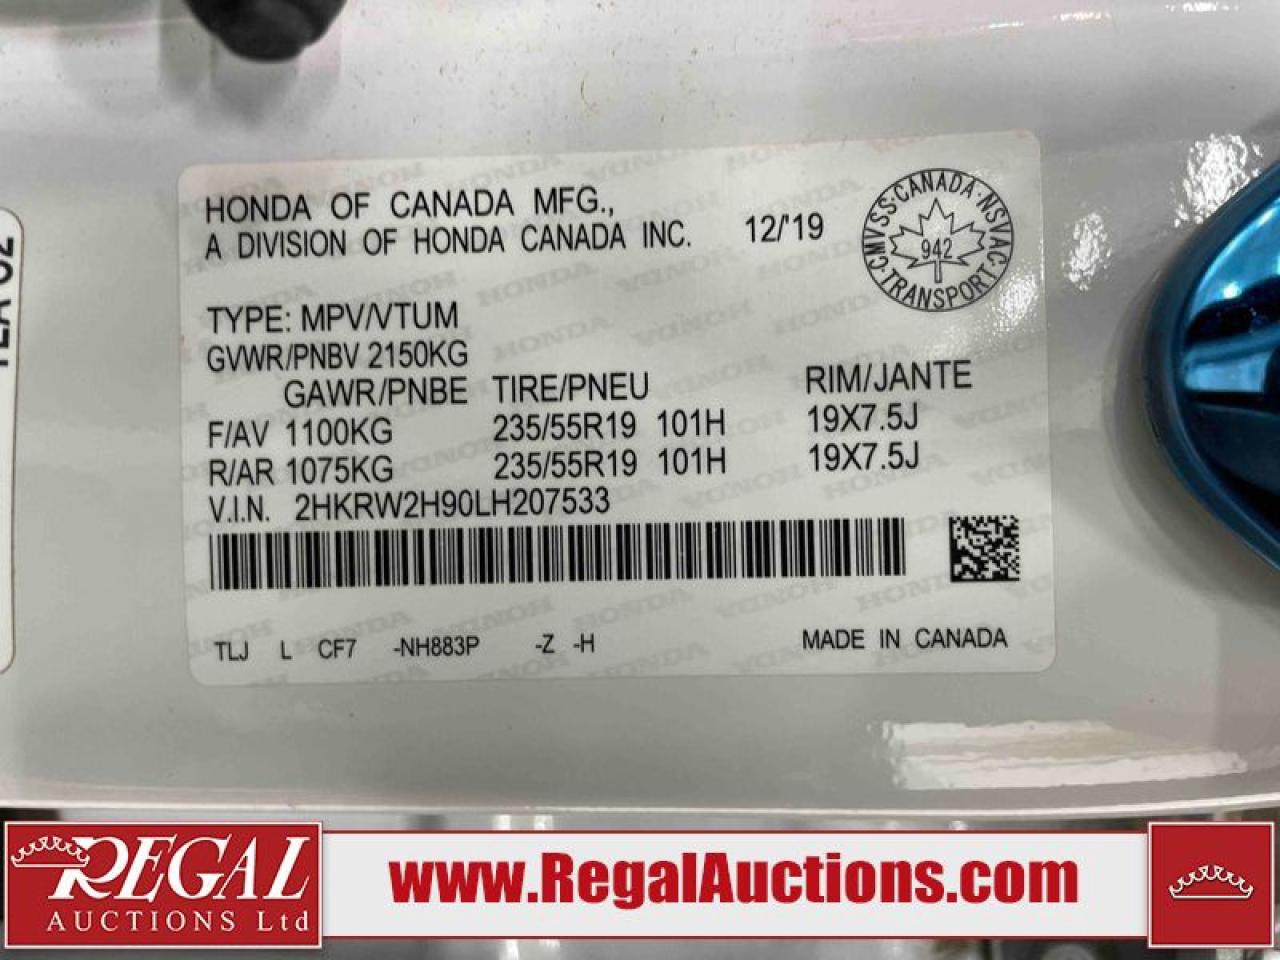 HONDA OF CANADA MFG.,
A DIVISION OF HONDA CANADA INC.
12/'19
CMVSS·CANADA·NSVAC
942
·TRANSPORT·
TYPE: MPV/VTUM
GVWR/PNBV 2150KG
GAWR/PNBE TIRE/PNEU RIM/JANTE
F/AV 1100KG 235/55R19 101H 19X7.5J
R/AR 1075KG 235/55R19 101H 19X7.5J
V.I.N. 2HKRW2H90LH207533
TLJ L CF7 -NH883P -Z -H MADE IN CANADA
REGAL
AUCTIONS Ltd
www.RegalAuctions.com